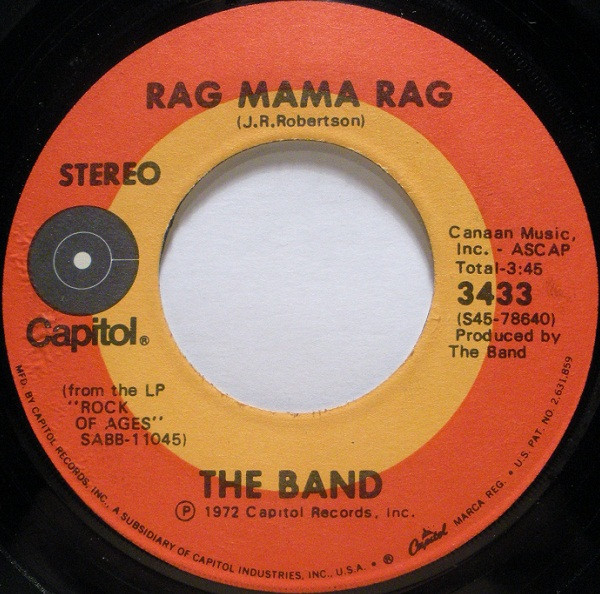 RAG MAMA RAG
(J.R.Robertson)
STEREO
Capitol®
Canaan Music,
Inc. - ASCAP
Total-3:45
3433
(S45-78640)
Produced by
The Band
(from the LP
"ROCK
OF AGES"
SABB-11045)
THE BAND
Ⓟ 1972 Capitol Records, Inc.
MFD. BY CAPITOL RECORDS, INC., A SUBSIDIARY OF CAPITOL INDUSTRIES, INC., U.S.A. • ® Capitol MARCA REG. • U.S. PAT. NO. 2,631,859